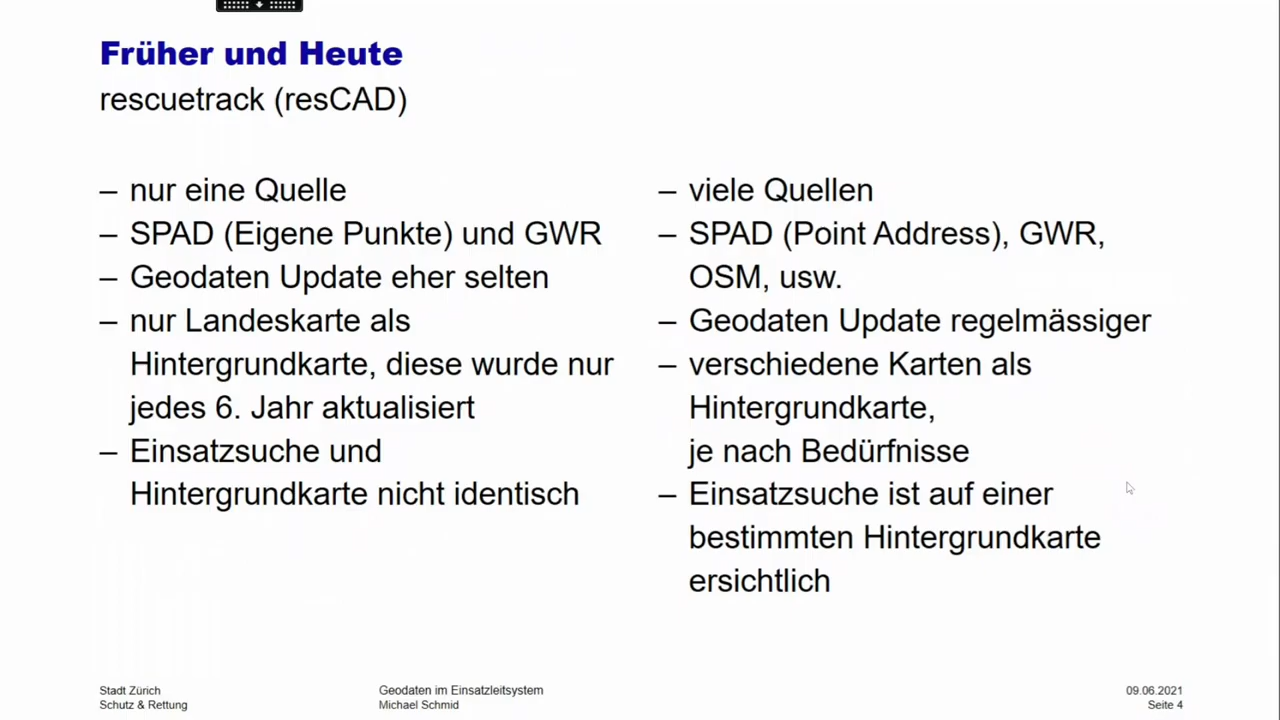 Früher und Heute
rescuetrack (resCAD)
– nur eine Quelle
– SPAD (Eigene Punkte) und GWR
– Geodaten Update eher selten
– nur Landeskarte als
Hintergrundkarte, diese wurde nur
jedes 6. Jahr aktualisiert
– Einsatzsuche und
Hintergrundkarte nicht identisch
– viele Quellen
– SPAD (Point Address), GWR,
OSM, usw.
– Geodaten Update regelmässiger
– verschiedene Karten als
Hintergrundkarte,
je nach Bedürfnisse
– Einsatzsuche ist auf einer
bestimmten Hintergrundkarte
ersichtlich
Stadt Zürich
Schutz & Rettung
Geodaten im Einsatzleitsystem
Michael Schmid
09.06.2021
Seite 4